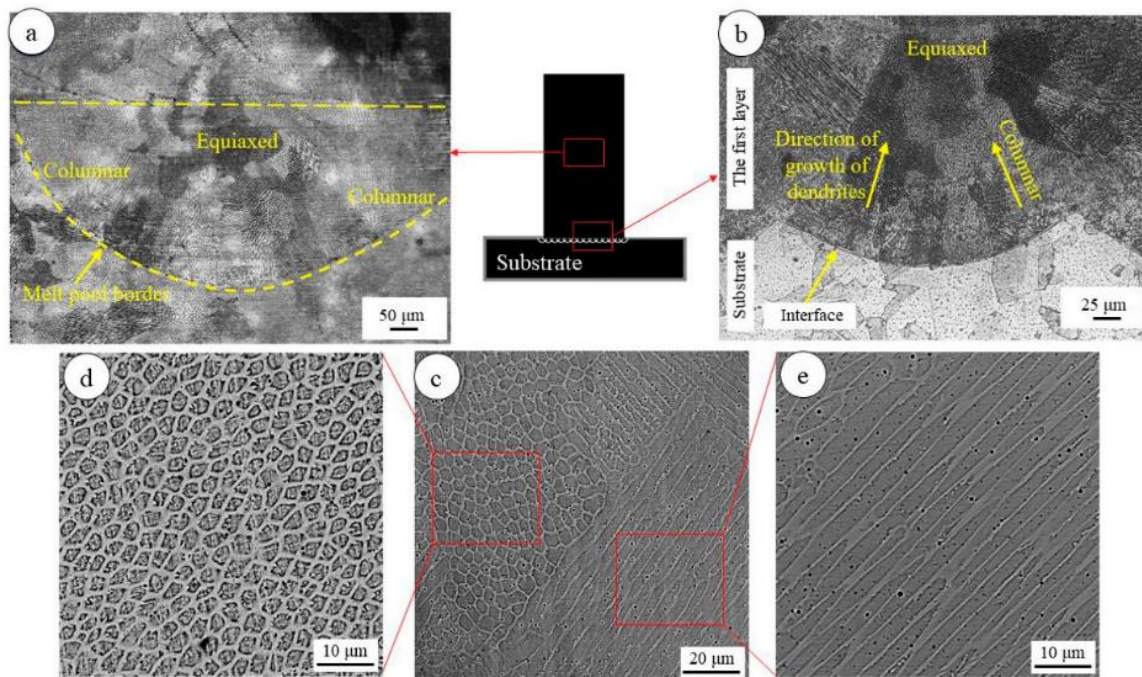 a
Equiaxed
Columnar
Columnar
Melt pool border
50 μm
Substrate
b
Equiaxed
The first layer
Direction of
growth of
dendrites
Columnar
Substrate
Interface
25 μm
d
10 μm
c
20 μm
e
10 μm